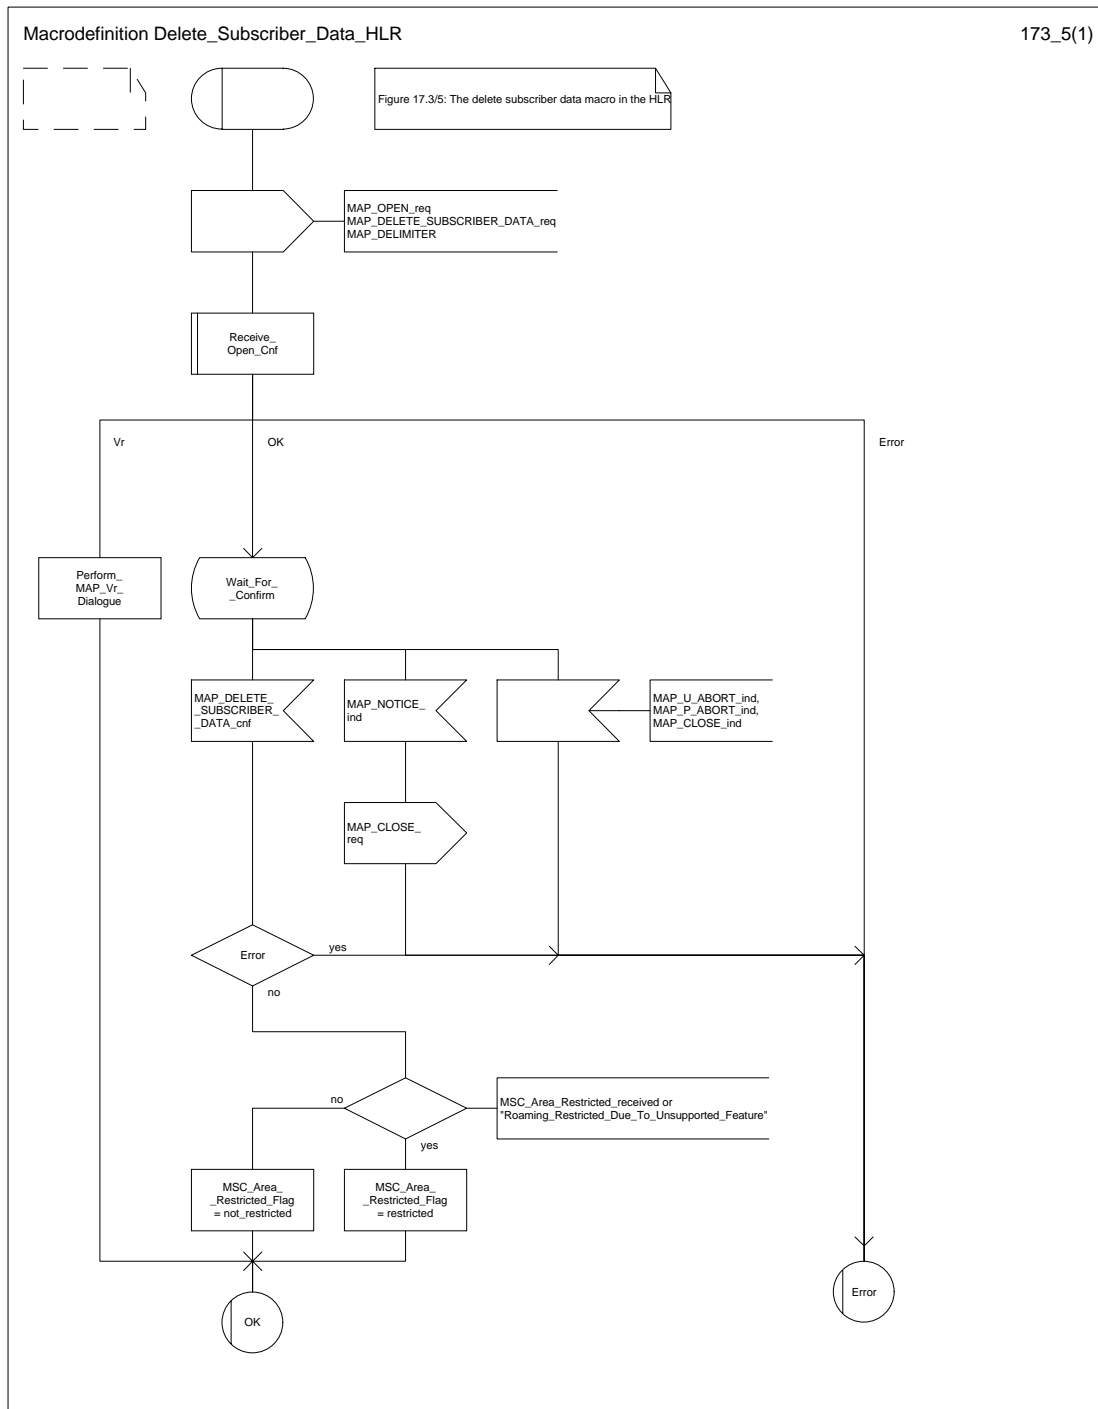 Macrodefinition Delete_Subscriber_Data_HLR
173_5(1)
Figure 17.3/5: The delete subscriber data macro in the HLR
MAP_OPEN_req
MAP_DELETE_SUBSCRIBER_DATA_req
MAP_DELIMITER
Receive_
Open_Cnf
Vr
OK
Error
Perform_
MAP_Vr_
Dialogue
Wait_For_
_Confirm
MAP_DELETE_
_SUBSCRIBER_
_DATA_cnf
MAP_NOTICE_
ind
MAP_U_ABORT_ind,
MAP_P_ABORT_ind,
MAP_CLOSE_ind
MAP_CLOSE_
req
Error
yes
no
no
MSC_Area_Restricted_received or
"Roaming_Restricted_Due_To_Unsupported_Feature"
yes
MSC_Area_
_Restricted_Flag
= not_restricted
MSC_Area_
_Restricted_Flag
= restricted
OK
Error